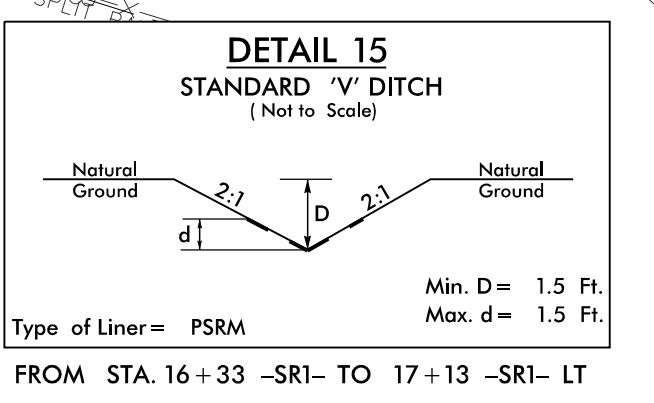 DETAIL 15
STANDARD 'V' DITCH
( Not to Scale)
Natural
Ground
2:1
D
d
2:1
Natural
Ground
Min. D = 1.5 Ft.
Max. d = 1.5 Ft.
Type of Liner = PSRM
FROM STA. 16+33 -SR1- TO 17+13 -SR1- LT